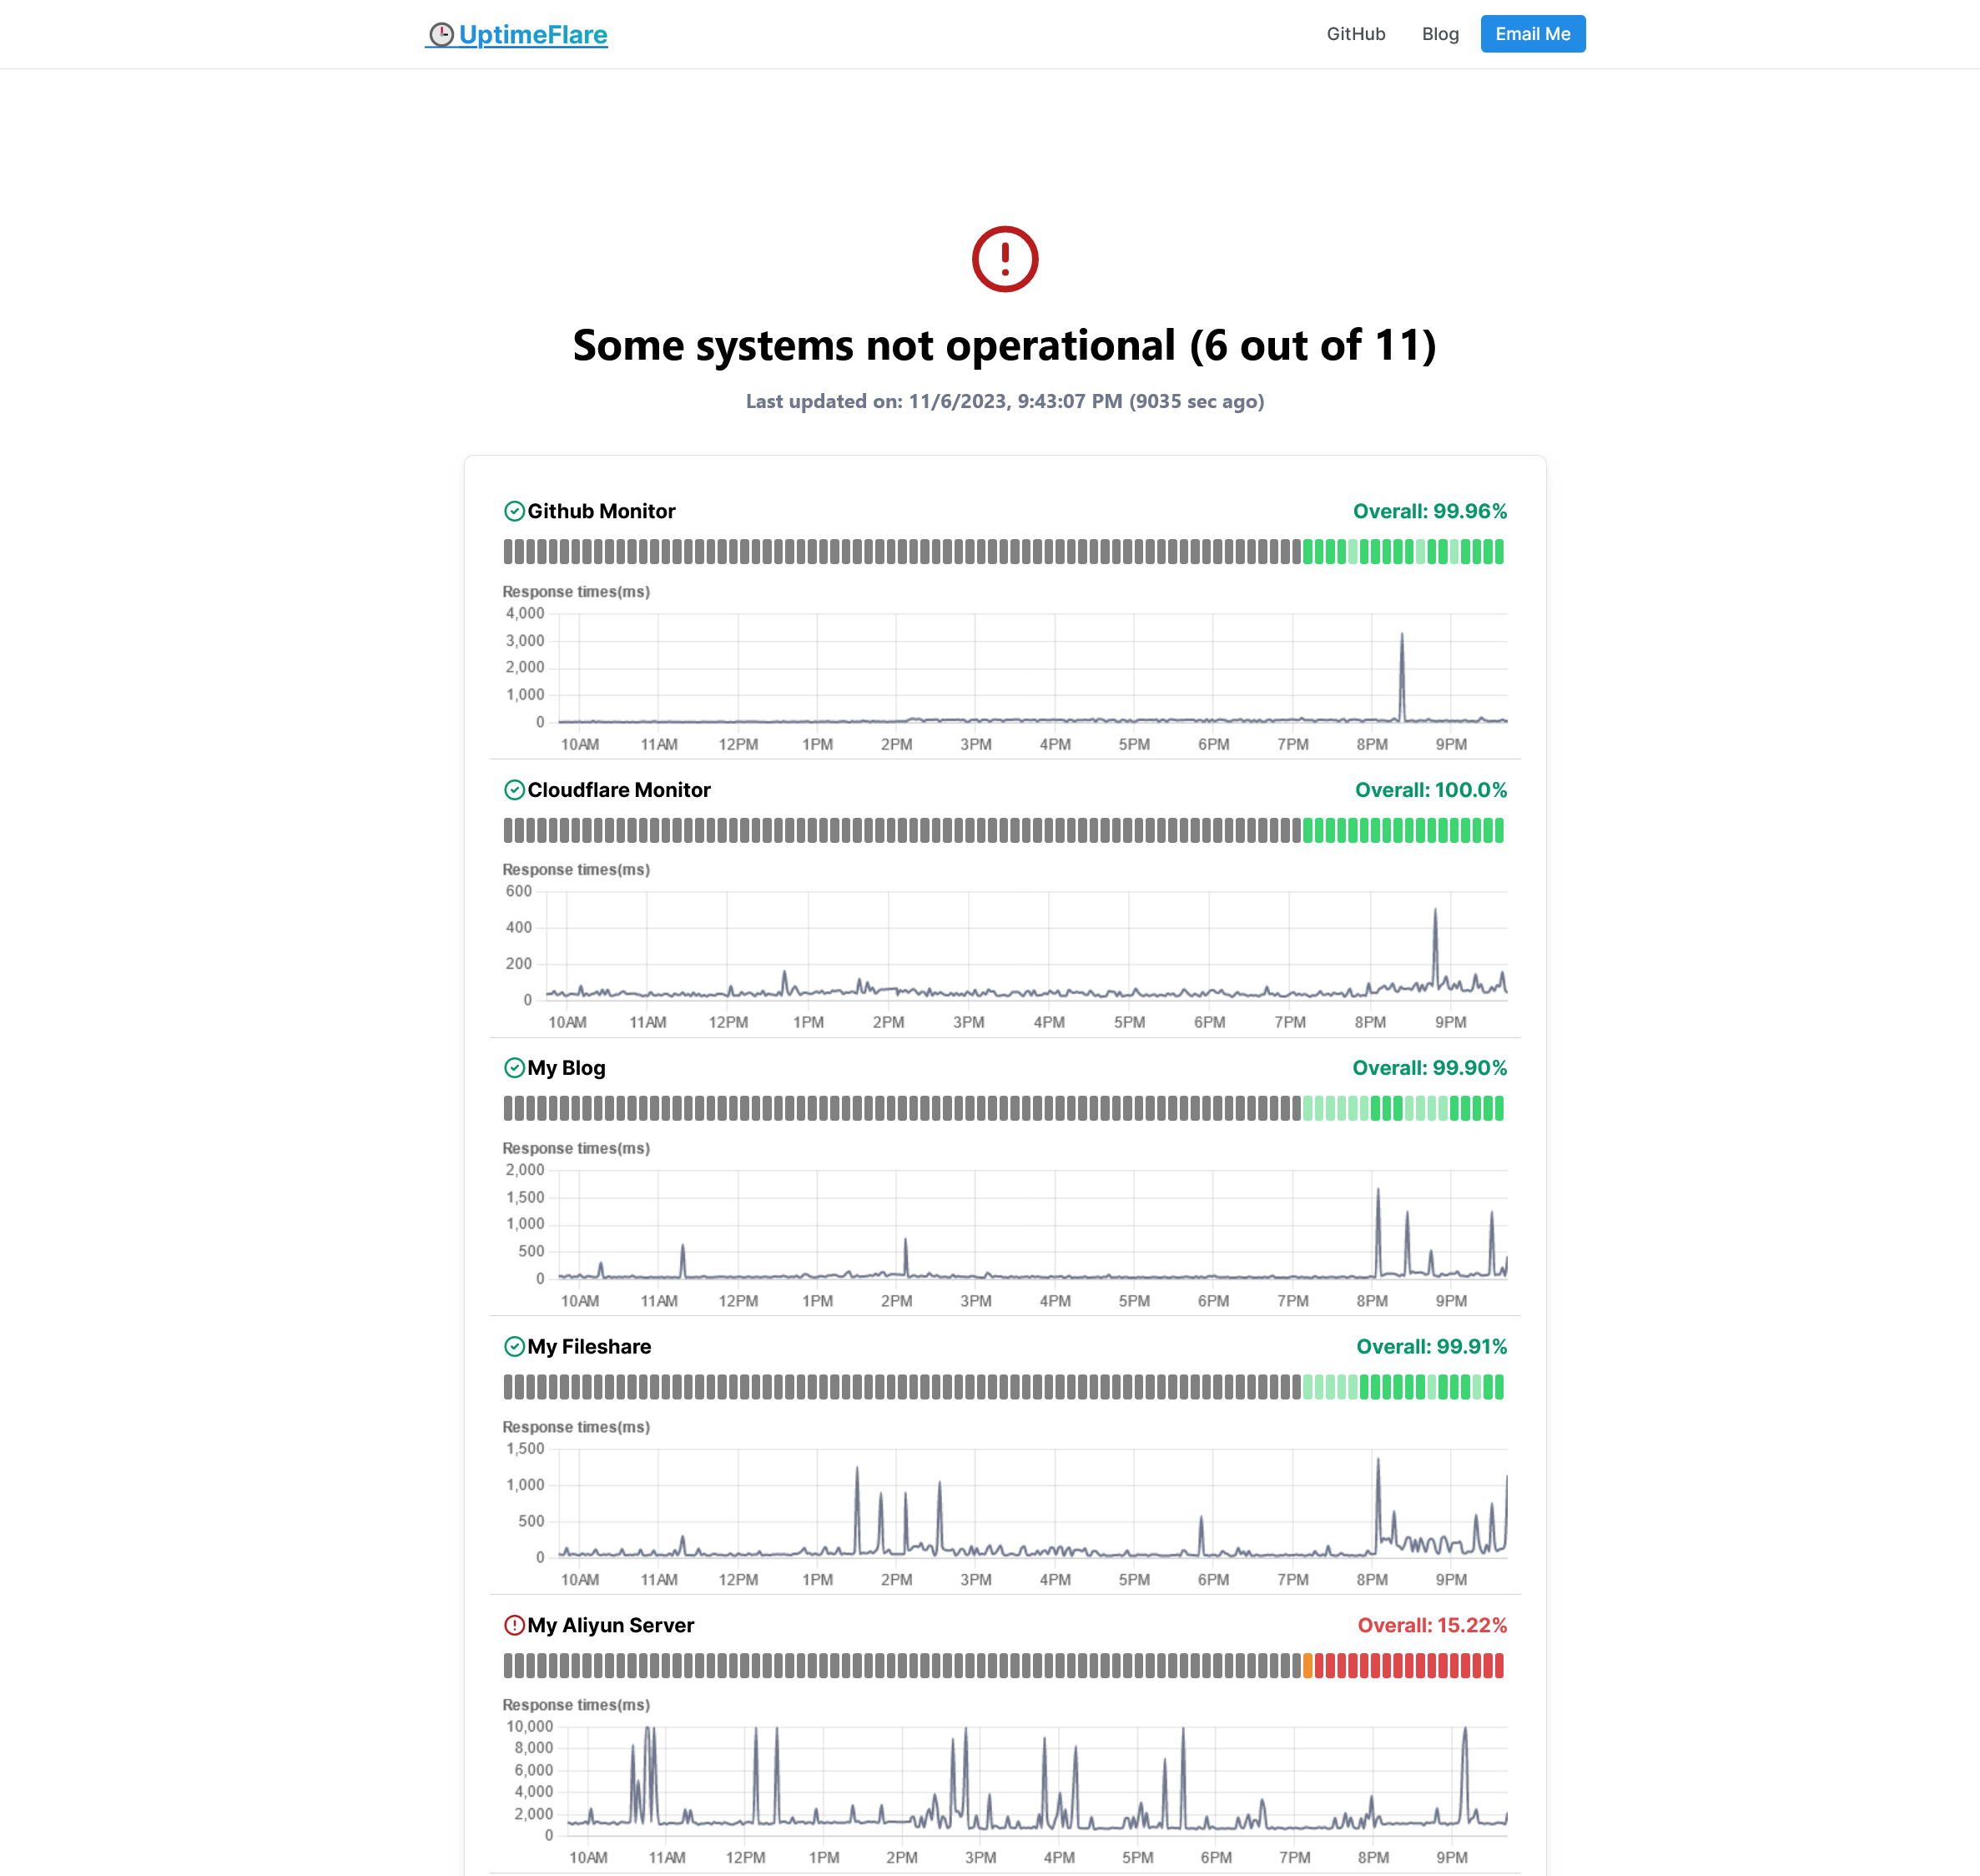 UptimeFlare GitHub Blog Email Me
Some systems not operational (6 out of 11)
Last updated on: 11/6/2023, 9:43:07 PM (9035 sec ago)
Github Monitor Overall: 99.96%
Response times(ms)
4,000
3,000
2,000
1,000
0
10AM 11AM 12PM 1PM 2PM 3PM 4PM 5PM 6PM 7PM 8PM 9PM
Cloudflare Monitor Overall: 100.0%
Response times(ms)
600
400
200
0
10AM 11AM 12PM 1PM 2PM 3PM 4PM 5PM 6PM 7PM 8PM 9PM
My Blog Overall: 99.90%
Response times(ms)
2,000
1,500
1,000
500
0
10AM 11AM 12PM 1PM 2PM 3PM 4PM 5PM 6PM 7PM 8PM 9PM
My Fileshare Overall: 99.91%
Response times(ms)
1,500
1,000
500
0
10AM 11AM 12PM 1PM 2PM 3PM 4PM 5PM 6PM 7PM 8PM 9PM
My Aliyun Server Overall: 15.22%
Response times(ms)
10,000
8,000
6,000
4,000
2,000
0
10AM 11AM 12PM 1PM 2PM 3PM 4PM 5PM 6PM 7PM 8PM 9PM